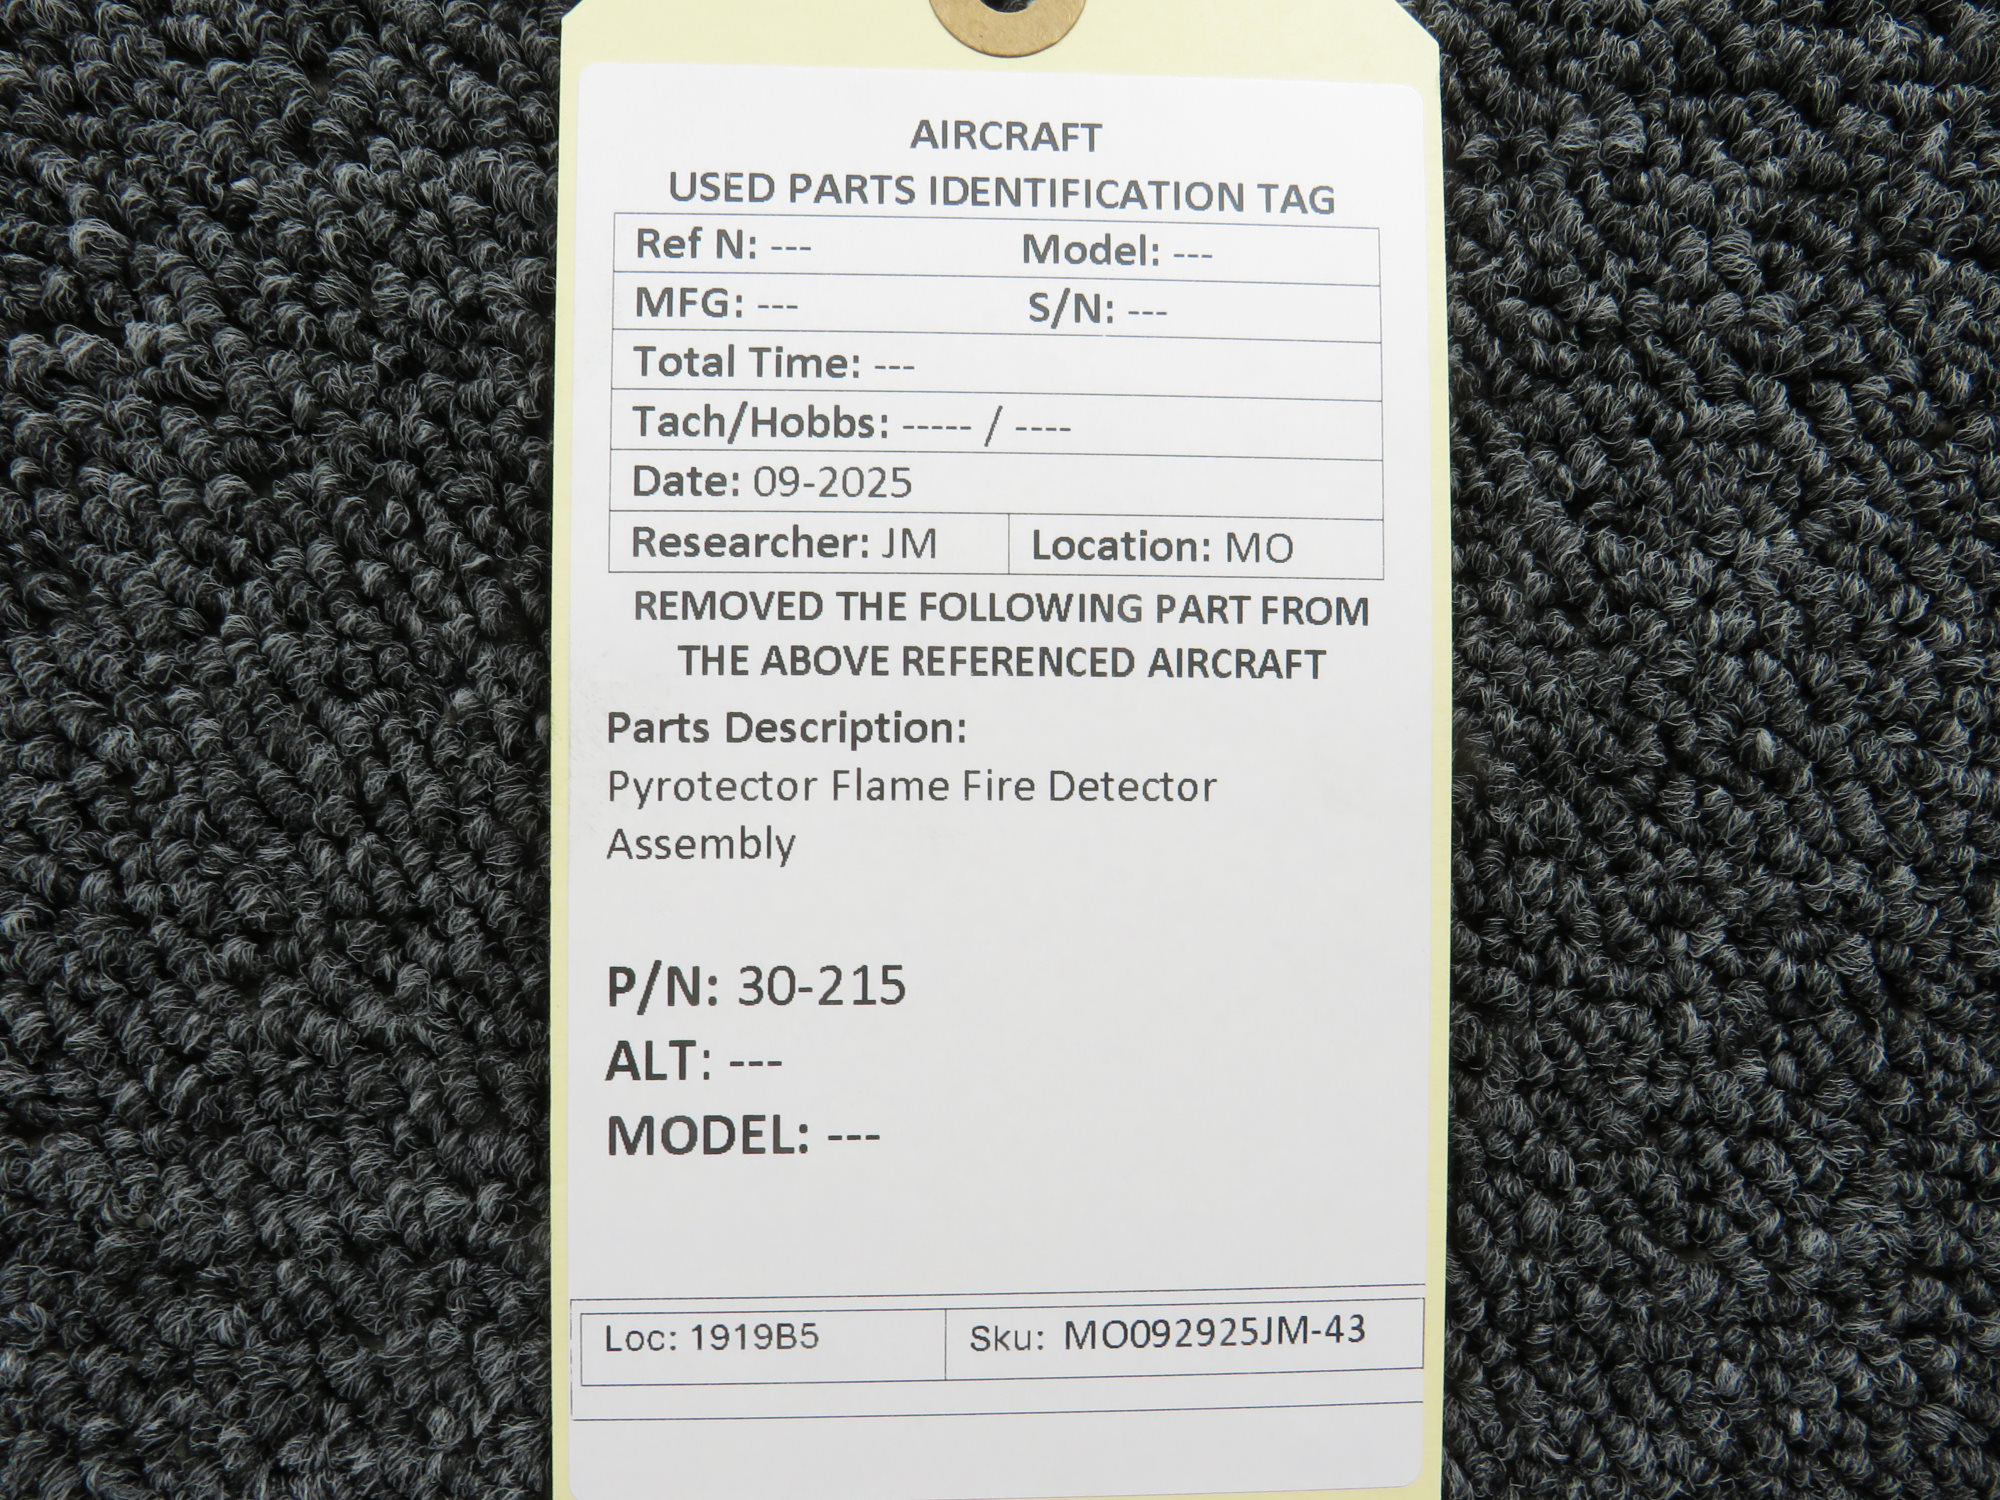 AIRCRAFT
USED PARTS IDENTIFICATION TAG
Ref N: --- Model: ---
MFG: --- S/N: ---
Total Time: ---
Tach/Hobbs: ----- / ----
Date: 09-2025
Researcher: JM Location: MO
REMOVED THE FOLLOWING PART FROM
THE ABOVE REFERENCED AIRCRAFT
Parts Description:
Pyrotector Flame Fire Detector
Assembly
P/N: 30-215
ALT: ---
MODEL: ---
Loc: 1919B5 Sku: MO092925JM-43